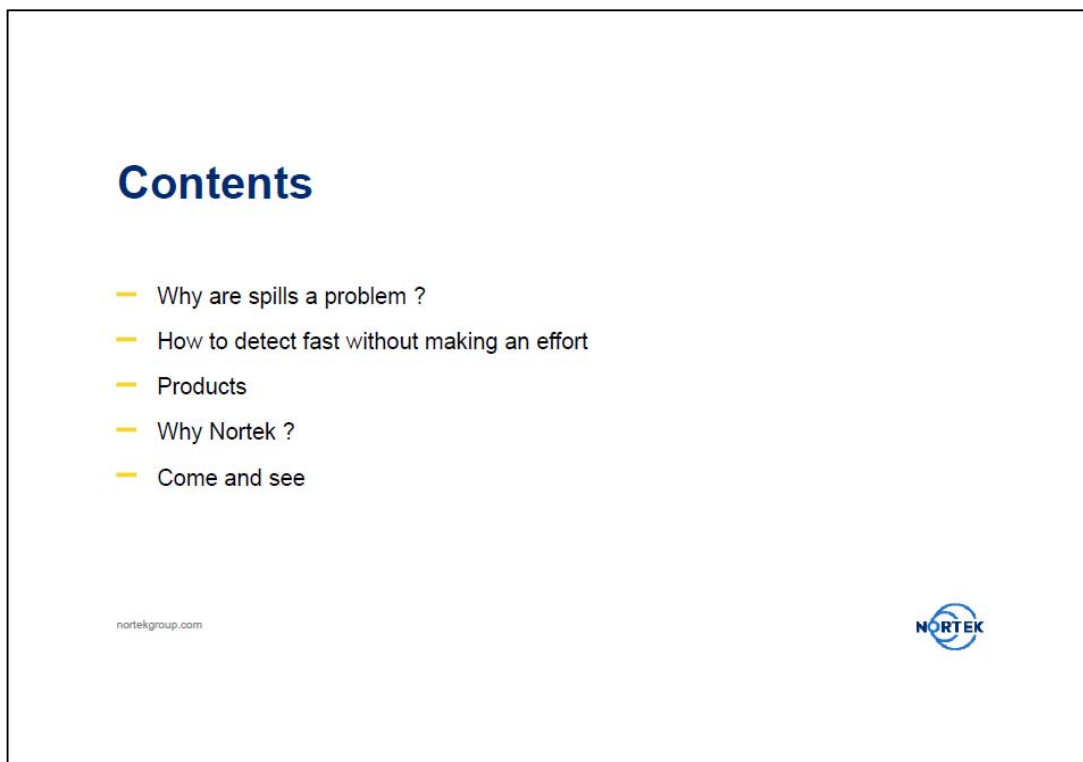 Contents
Why are spills a problem ?
How to detect fast without making an effort
Products
Why Nortek ?
Come and see
nortekgroup.com
NORTEK